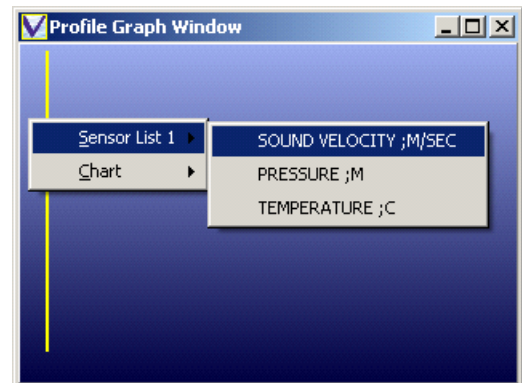 Profile Graph Window
Sensor List 1
Chart
SOUND VELOCITY ;M/SEC
PRESSURE ;M
TEMPERATURE ;C